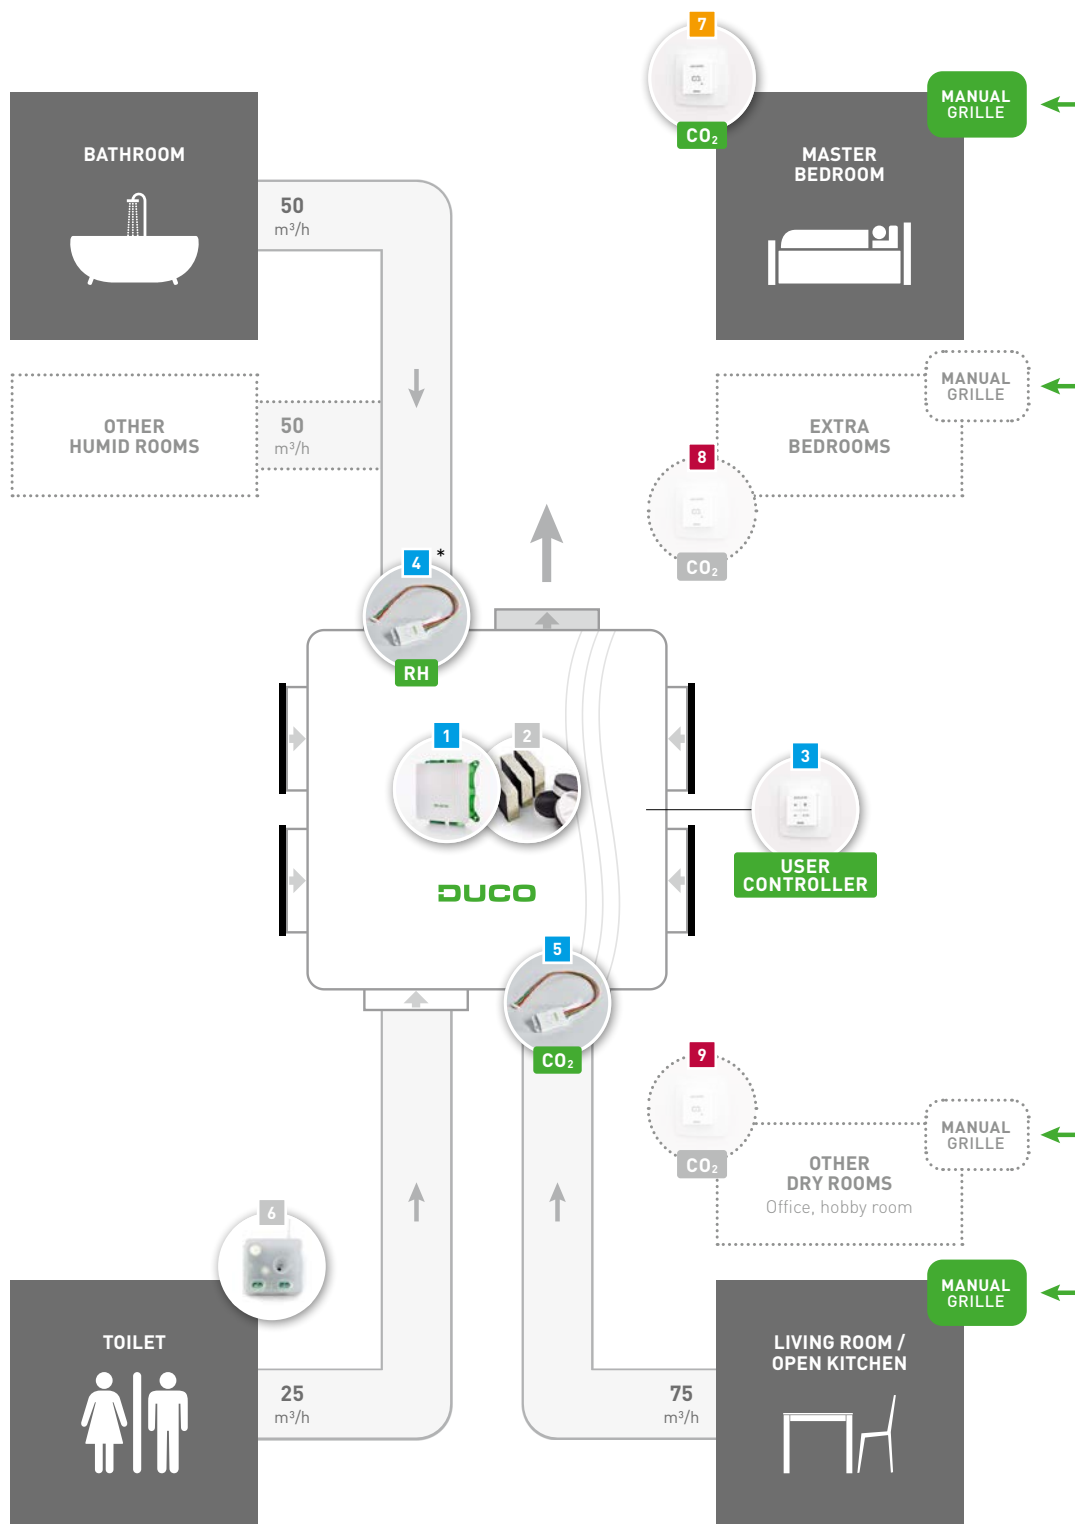 7
CO₂
MANUAL
GRILLE
BATHROOM
MASTER
BEDROOM
50
m³/h
MANUAL
GRILLE
OTHER
HUMID ROOMS
50
m³/h
EXTRA
BEDROOMS
8
CO₂
4 *
RH
1
2
3
USER
CONTROLLER
DUCO
5
CO₂
9
CO₂
MANUAL
GRILLE
OTHER
DRY ROOMS
Office, hobby room
6
MANUAL
GRILLE
TOILET
LIVING ROOM /
OPEN KITCHEN
25
m³/h
75
m³/h